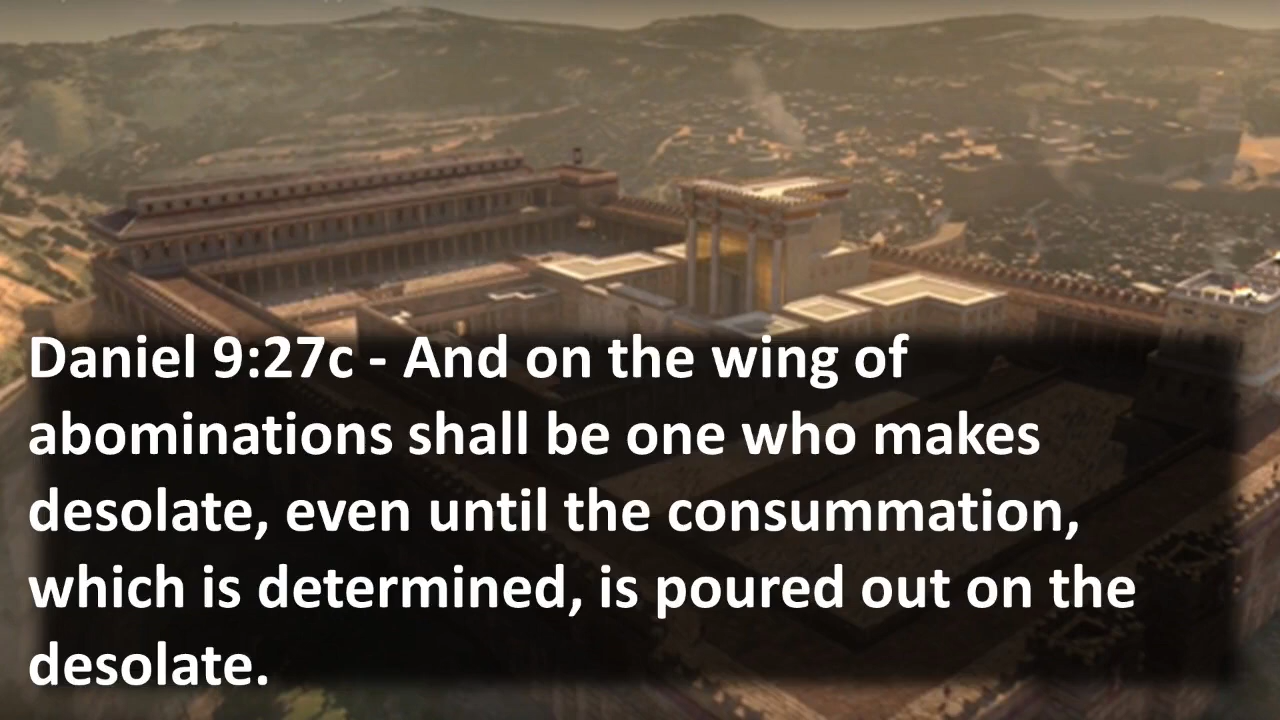 Daniel 9:27c - And on the wing of
abominations shall be one who makes
desolate, even until the consummation,
which is determined, is poured out on the
desolate.